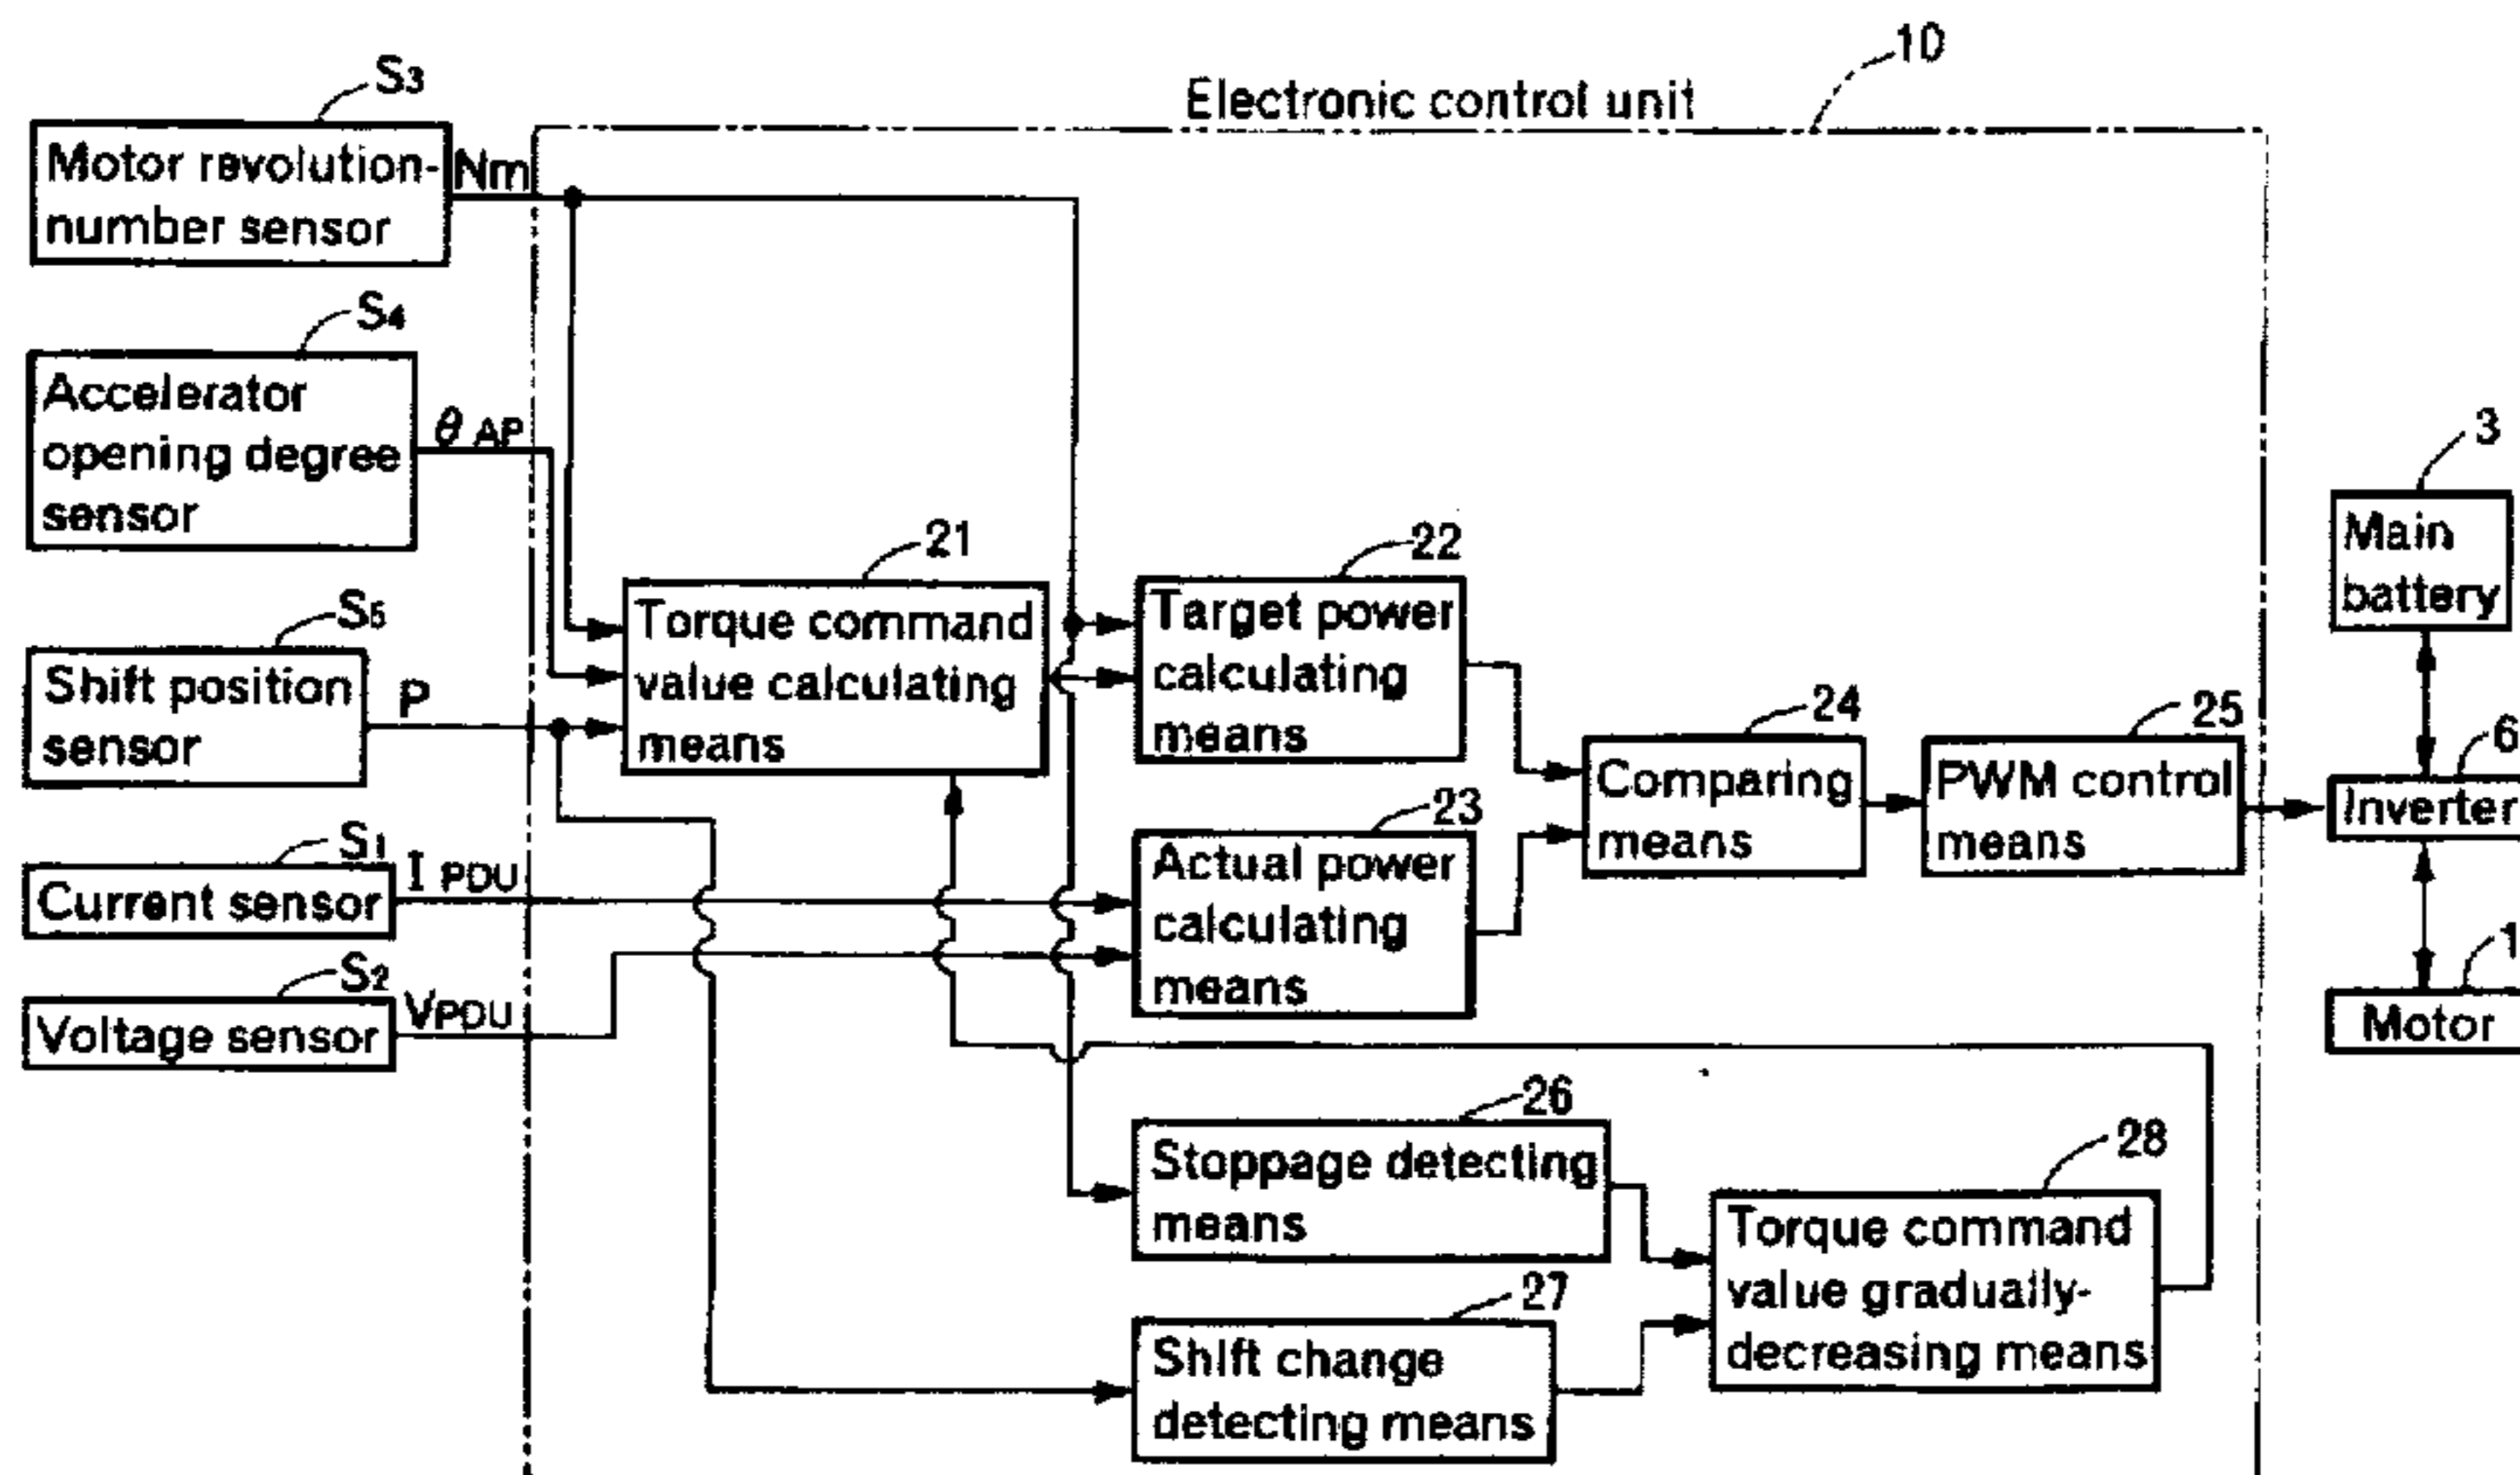 10
Electronic control unit
S3
Motor revolution-
number sensor
Nm
S4
Accelerator
opening degree
sensor
θAP
S5
Shift position
sensor
P
S1
Current sensor
IPDU
S2
Voltage sensor
VPDU
21
Torque command
value calculating
means
22
Target power
calculating
means
23
Actual power
calculating
means
24
Comparing
means
25
PWM control
means
3
Main
battery
6
Inverter
1
Motor
26
Stoppage detecting
means
27
Shift change
detecting means
28
Torque command
value gradually-
decreasing means